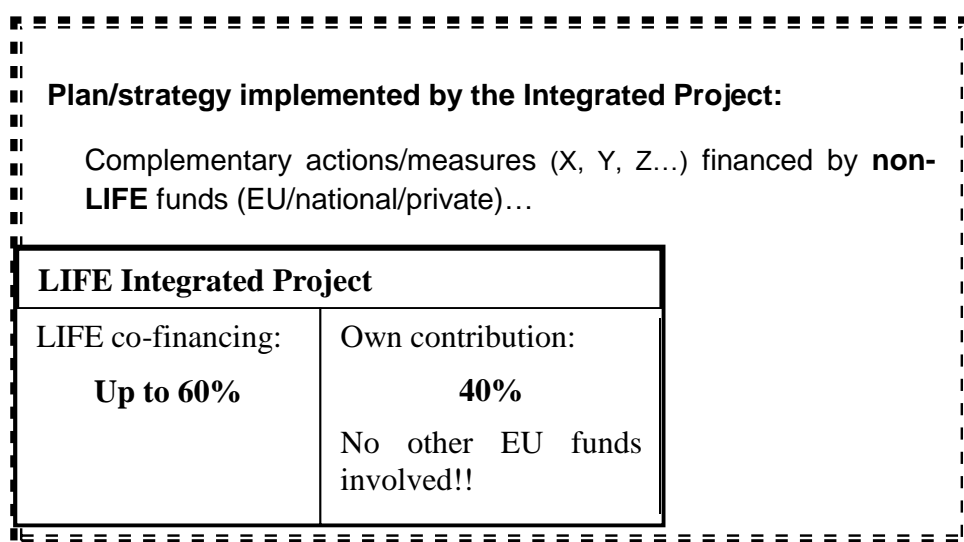 Plan/strategy implemented by the Integrated Project:
Complementary actions/measures (X, Y, Z…) financed by non-
LIFE funds (EU/national/private)…
LIFE Integrated Project
LIFE co-financing:
Up to 60%
Own contribution:
40%
No other EU funds
involved!!